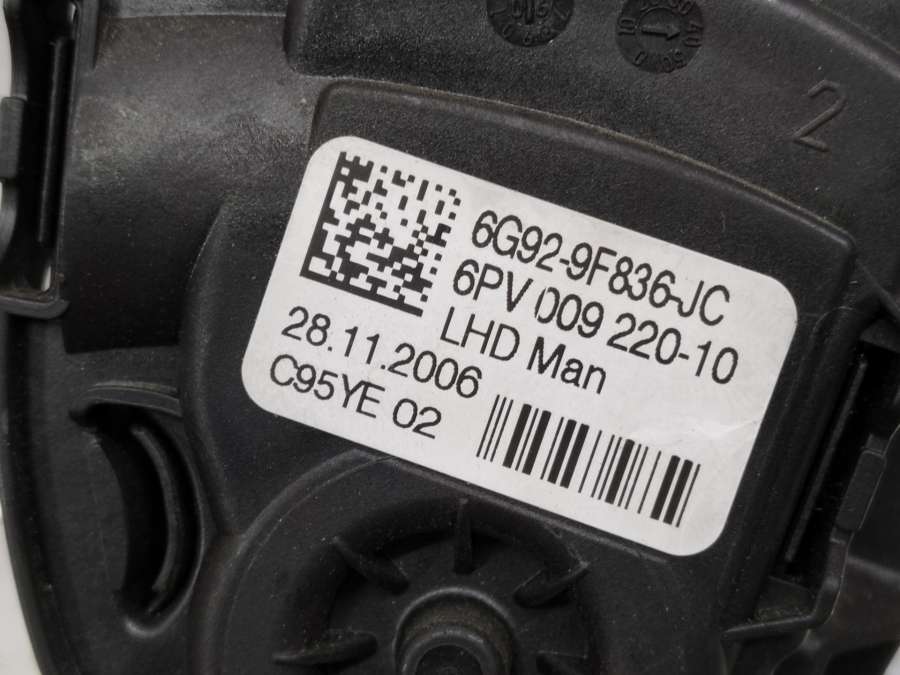 2
6G92-9F836-JC
6PV 009 220-10
LHD Man
28.11.2006
C95YE 02